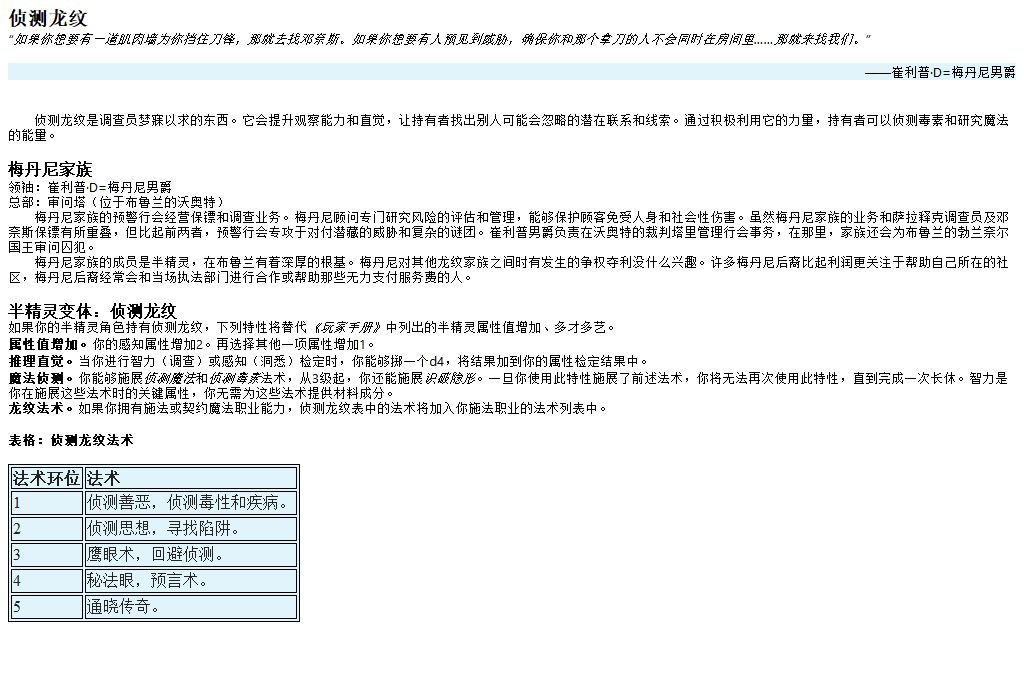 侦测龙纹
“如果你想要有一道肌肉墙为你挡住刀锋，那就去找邓奈斯。如果你想要有人预见到威胁，确保你和那个拿刀的人不会同时在房间里……那就来找我们。”
——崔利普·D=梅丹尼男爵
侦测龙纹是调查员梦寐以求的东西。它会提升观察能力和直觉，让持有者找出别人可能会忽略的潜在联系和线索。通过积极利用它的力量，持有者可以侦测毒素和研究魔法
的能量。
梅丹尼家族
领袖：崔利普·D=梅丹尼男爵
总部：审问塔（位于布鲁兰的沃奥特）
梅丹尼家族的预警行会经营保镖和调查业务。梅丹尼顾问专门研究风险的评估和管理，能够保护顾客免受人身和社会性伤害。虽然梅丹尼家族的业务和萨拉释克调查员及邓
奈斯保镖有所重叠，但比起前两者，预警行会专攻于对付潜藏的威胁和复杂的谜团。崔利普男爵负责在沃奥特的裁判塔里管理行会事务，在那里，家族还会为布鲁兰的勃兰奈尔
国王审问囚犯。
梅丹尼家族的成员是半精灵，在布鲁兰有着深厚的根基。梅丹尼对其他龙纹家族之间时有发生的争权夺利没什么兴趣。许多梅丹尼后裔比起利润更关注于帮助自己所在的社
区，梅丹尼后裔经常会和当场执法部门进行合作或帮助那些无力支付服务费的人。
半精灵变体：侦测龙纹
如果你的半精灵角色持有侦测龙纹，下列特性将替代《玩家手册》中列出的半精灵属性值增加、多才多艺。
属性值增加。你的感知属性增加2。再选择其他一项属性增加1。
推理直觉。当你进行智力（调查）或感知（洞悉）检定时，你能够掷一个d4，将结果加到你的属性检定结果中。
魔法侦测。你能够施展侦测魔法和侦测毒素法术，从3级起，你还能施展识破隐形。一旦你使用此特性施展了前述法术，你将无法再次使用此特性，直到完成一次长休。智力是
你在施展这些法术时的关键属性，你无需为这些法术提供材料成分。
龙纹法术。如果你拥有施法或契约魔法职业能力，侦测龙纹表中的法术将加入你施法职业的法术列表中。
表格：侦测龙纹法术
法术环位 法术
1 侦测善恶，侦测毒性和疾病。
2 侦测思想，寻找陷阱。
3 鹰眼术，回避侦测。
4 秘法眼，预言术。
5 通晓传奇。